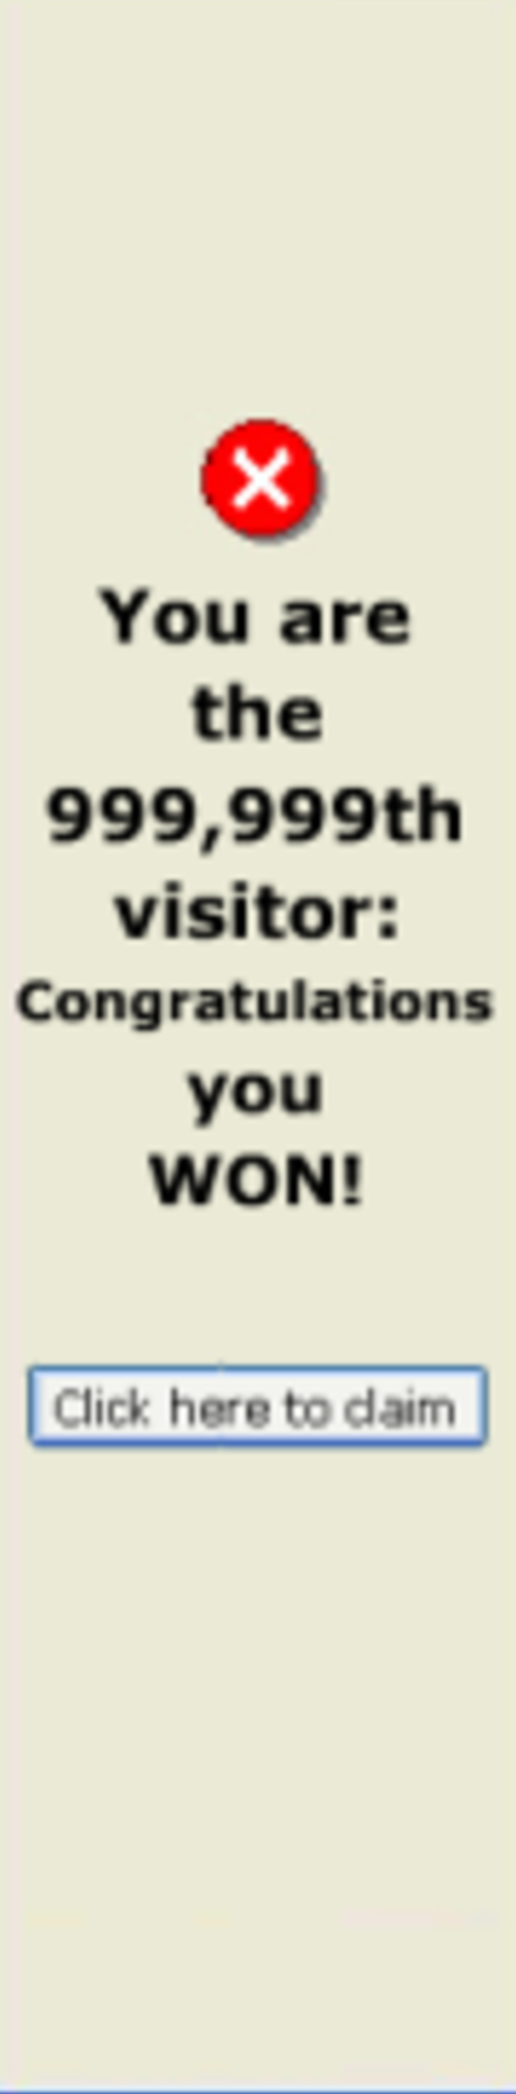 You are
the
999,999th
visitor:
Congratulations
you
WON!
Click here to claim